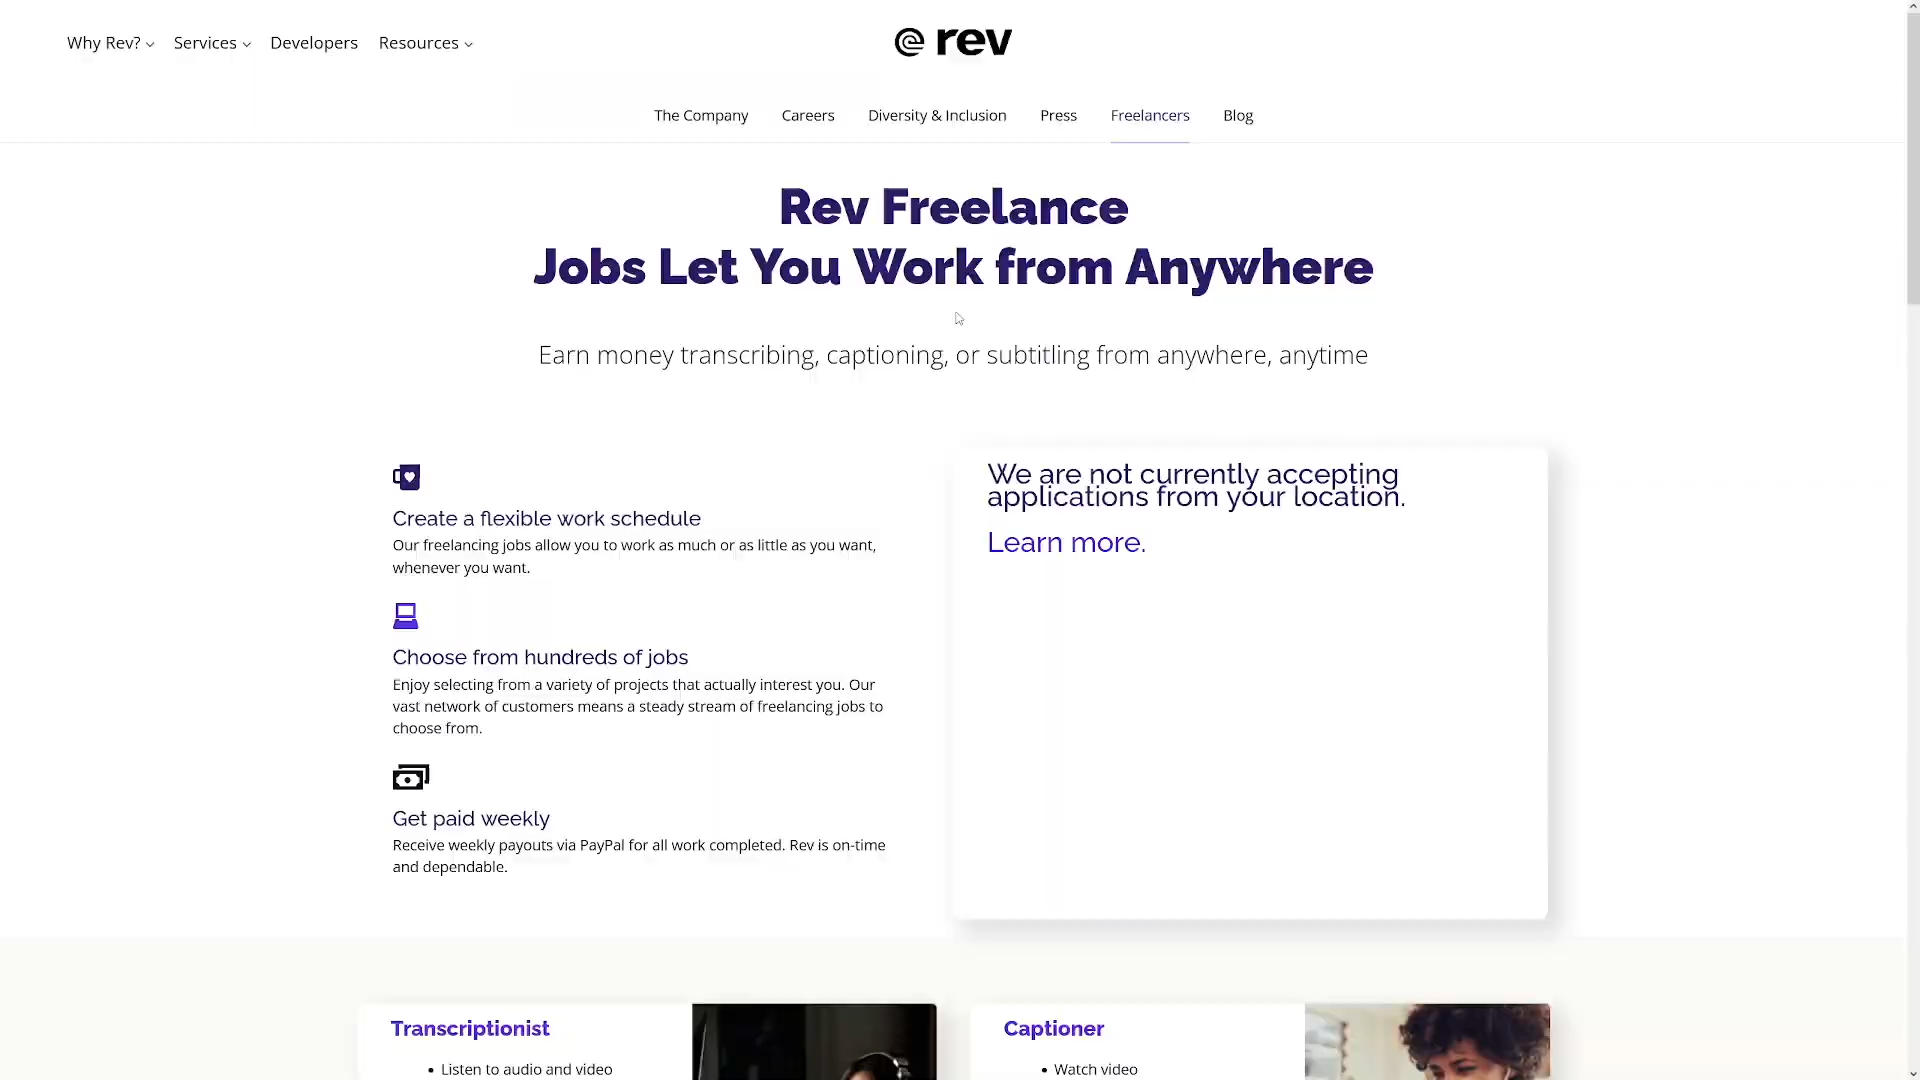 Why Rev?
Services
Developers
Resources
rev
The Company
Careers
Diversity & Inclusion
Press
Freelancers
Blog
Rev Freelance
Jobs Let You Work from Anywhere
Earn money transcribing, captioning, or subtitling from anywhere, anytime
Create a flexible work schedule
Our freelancing jobs allow you to work as much or as little as you want,
whenever you want.
Choose from hundreds of jobs
Enjoy selecting from a variety of projects that actually interest you. Our
vast network of customers means a steady stream of freelancing jobs to
choose from.
Get paid weekly
Receive weekly payouts via PayPal for all work completed. Rev is on-time
and dependable.
We are not currently accepting
applications from your location.
Learn more.
Transcriptionist
• Listen to audio and video
Captioner
• Watch video